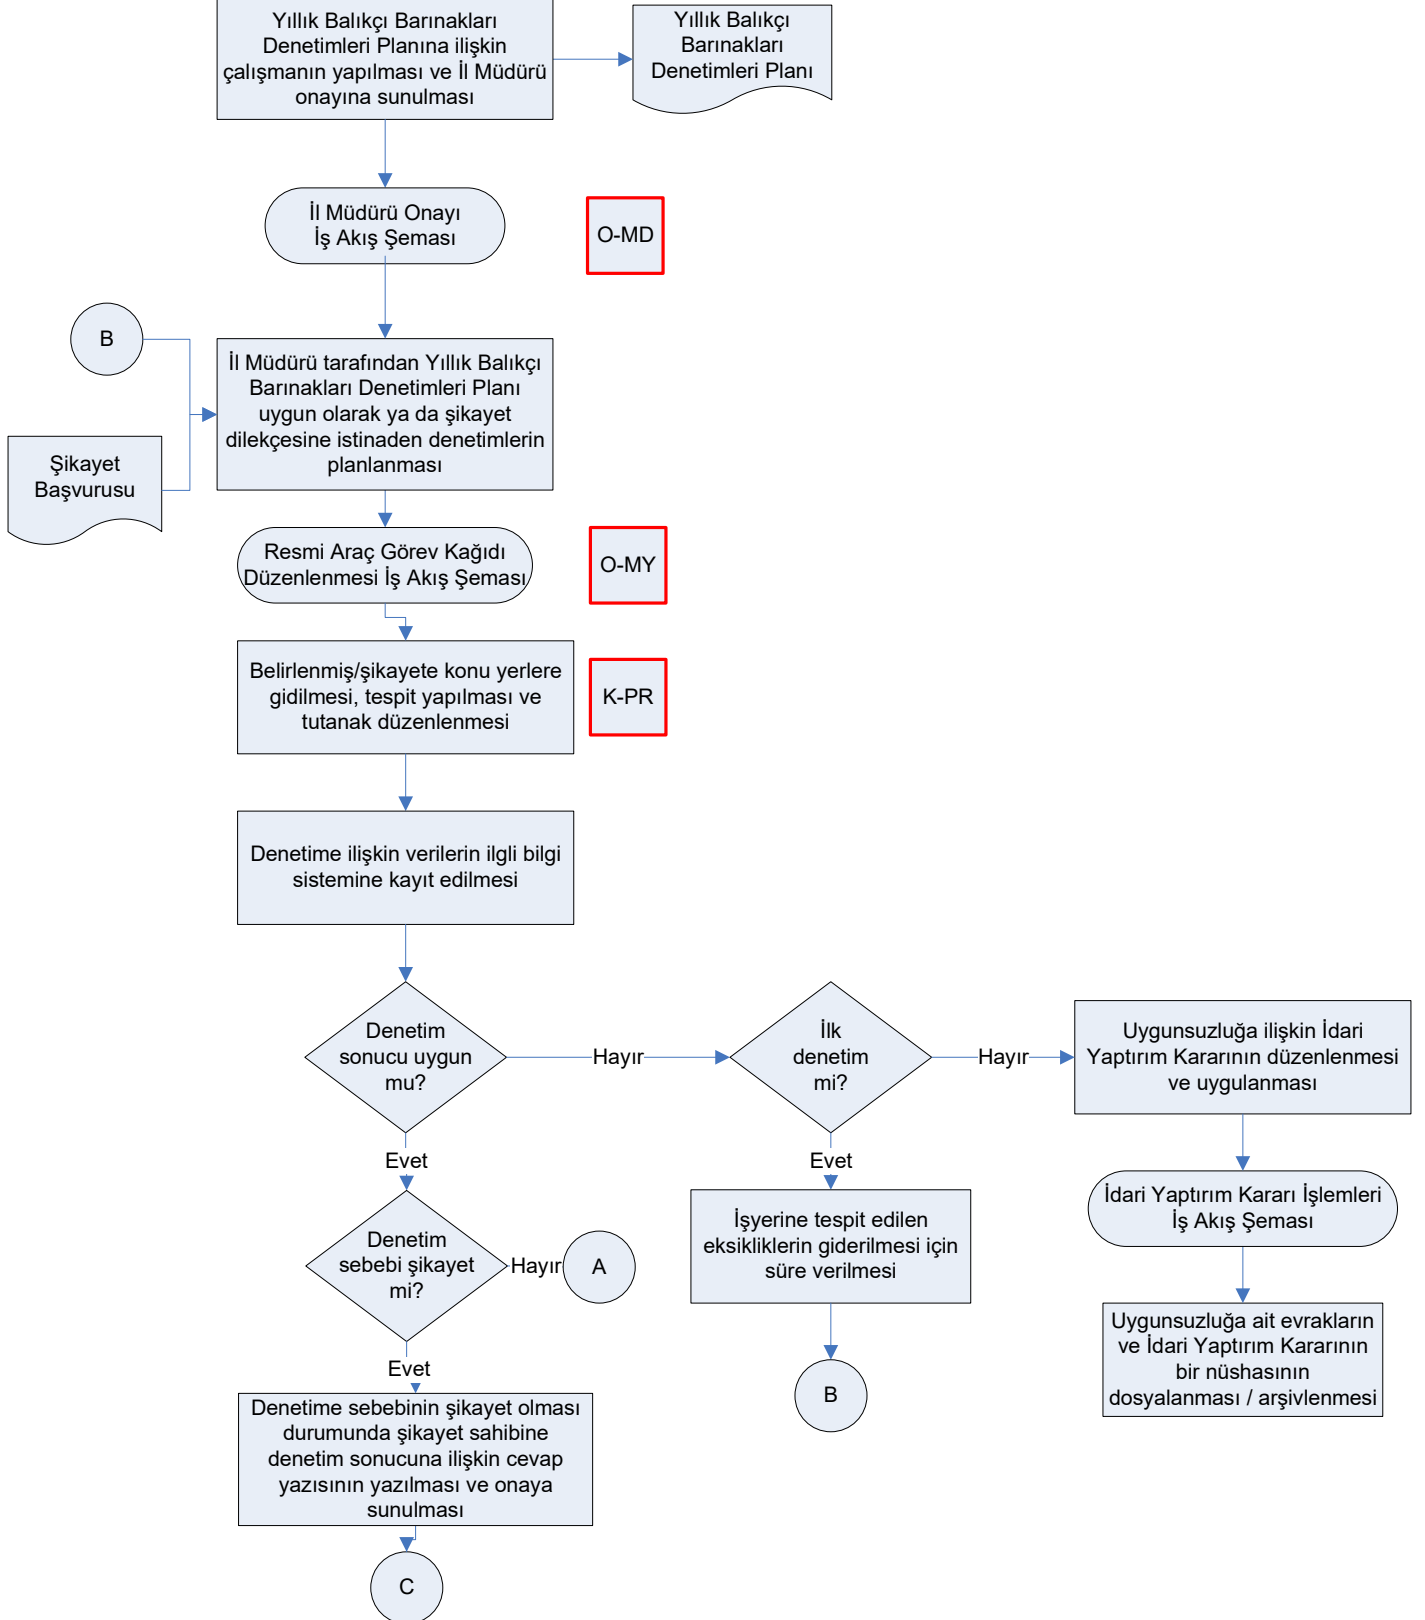 Yıllık Balıkçı Barınakları
Denetimleri Planına ilişkin
çalışmanın yapılması ve İl Müdürü
onayına sunulması
Yıllık Balıkçı
Barınakları
Denetimleri Planı
İl Müdürü Onayı
İş Akış Şeması
O-MD
B
İl Müdürü tarafından Yıllık Balıkçı
Barınakları Denetimleri Planı
uygun olarak ya da şikayet
dilekçesine istinaden denetimlerin
planlanması
Şikayet
Başvurusu
Resmi Araç Görev Kağıdı
Düzenlenmesi İş Akış Şeması
O-MY
Belirlenmiş/şikayete konu yerlere
gidilmesi, tespit yapılması ve
tutanak düzenlenmesi
K-PR
Denetime ilişkin verilerin ilgli bilgi
sistemine kayıt edilmesi
Denetim
sonucu uygun
mu?
Hayır
İlk
denetim
mi?
Hayır
Uygunsuzluğa ilişkin İdari
Yaptırım Kararının düzenlenmesi
ve uygulanması
Evet
Evet
İdari Yaptırım Kararı İşlemleri
İş Akış Şeması
Denetim
sebebi şikayet
mi?
Hayır
A
İşyerine tespit edilen
eksikliklerin giderilmesi için
süre verilmesi
Uygunsuzluğa ait evrakların
ve İdari Yaptırım Kararının
bir nüshasının
dosyalanması / arşivlenmesi
Evet
B
Denetime sebebinin şikayet olması
durumunda şikayet sahibine
denetim sonucuna ilişkin cevap
yazısının yazılması ve onaya
sunulması
C